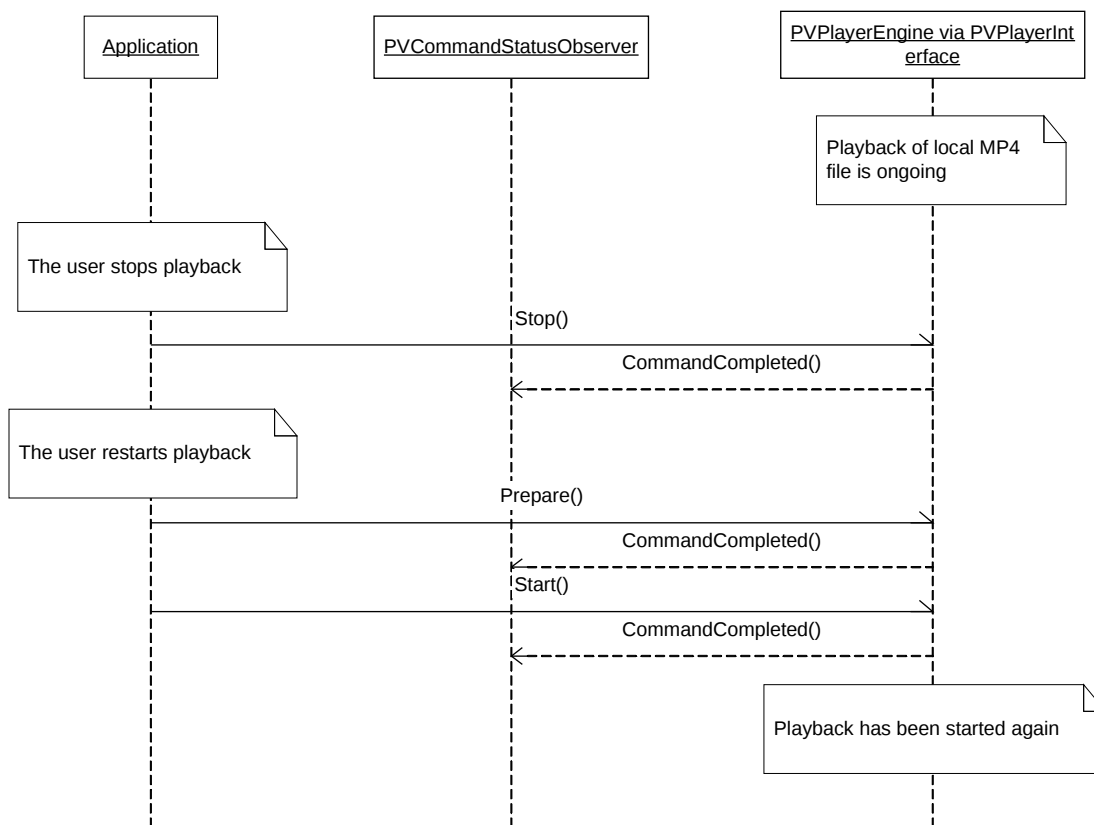 Application
PVCommandStatusObserver
PVPlayerEngine via PVPlayerInt
erface
Playback of local MP4
file is ongoing
The user stops playback
Stop()
CommandCompleted()
The user restarts playback
Prepare()
CommandCompleted()
Start()
CommandCompleted()
Playback has been started again